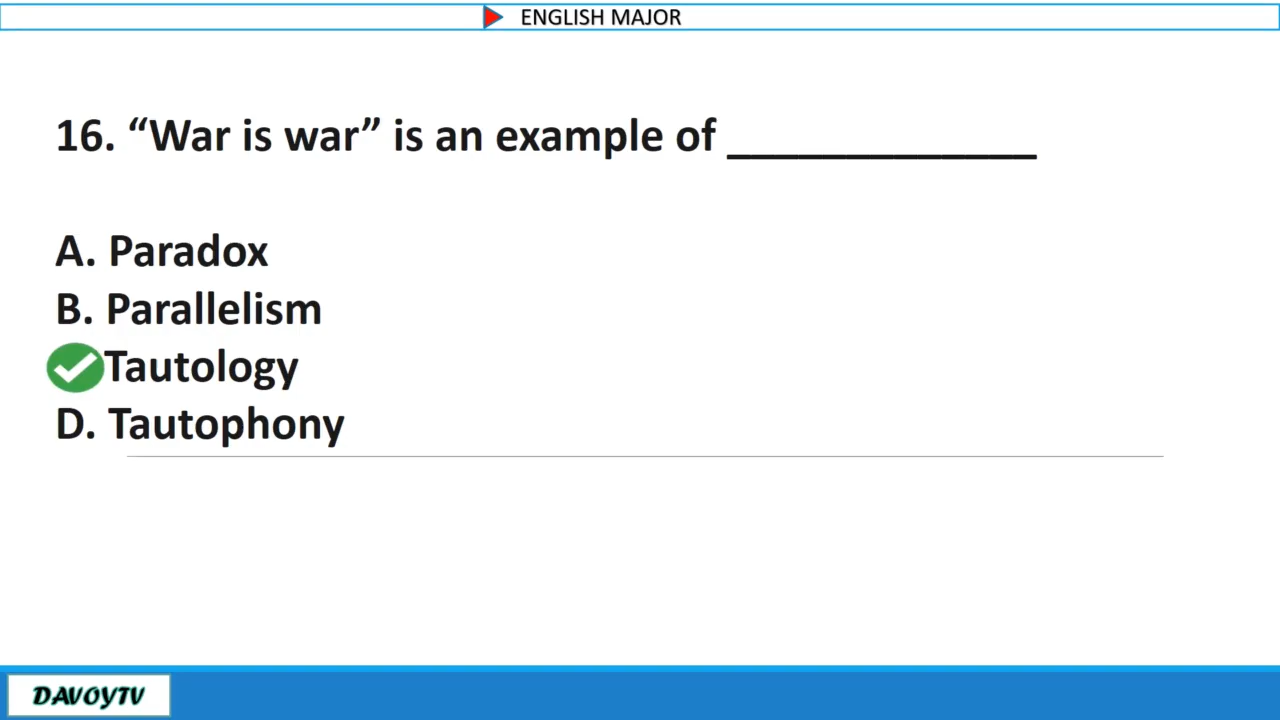 ENGLISH MAJOR
16. “War is war” is an example of _____________
A. Paradox
B. Parallelism
Tautology
D. Tautophony
DAVOYTV